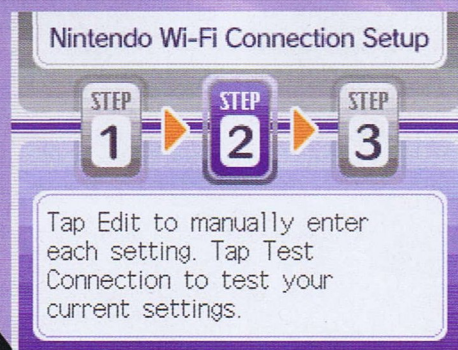 Nintendo Wi-Fi Connection Setup
STEP STEP STEP
1 2 3
Tap Edit to manually enter
each setting. Tap Test
Connection to test your
current settings.